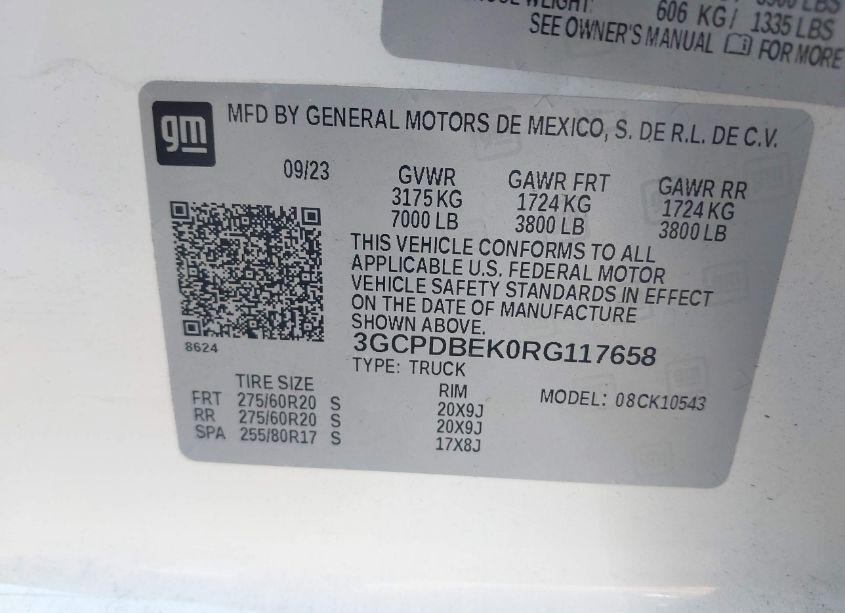 606 KG/ 1335 LBS
SEE OWNER'S MANUAL FOR MORE
gm
MFD BY GENERAL MOTORS DE MEXICO, S. DE R.L. DE C.V.
09/23 GVWR GAWR FRT GAWR RR
3175 KG 1724 KG 1724 KG
7000 LB 3800 LB 3800 LB
THIS VEHICLE CONFORMS TO ALL
APPLICABLE U.S. FEDERAL MOTOR
VEHICLE SAFETY STANDARDS IN EFFECT
ON THE DATE OF MANUFACTURE
SHOWN ABOVE.
8624
3GCPDBEK0RG117658
TYPE: TRUCK
TIRE SIZE RIM MODEL: 08CK10543
FRT 275/60R20 S 20X9J
RR 275/60R20 S 20X9J
SPA 255/80R17 S 17X8J